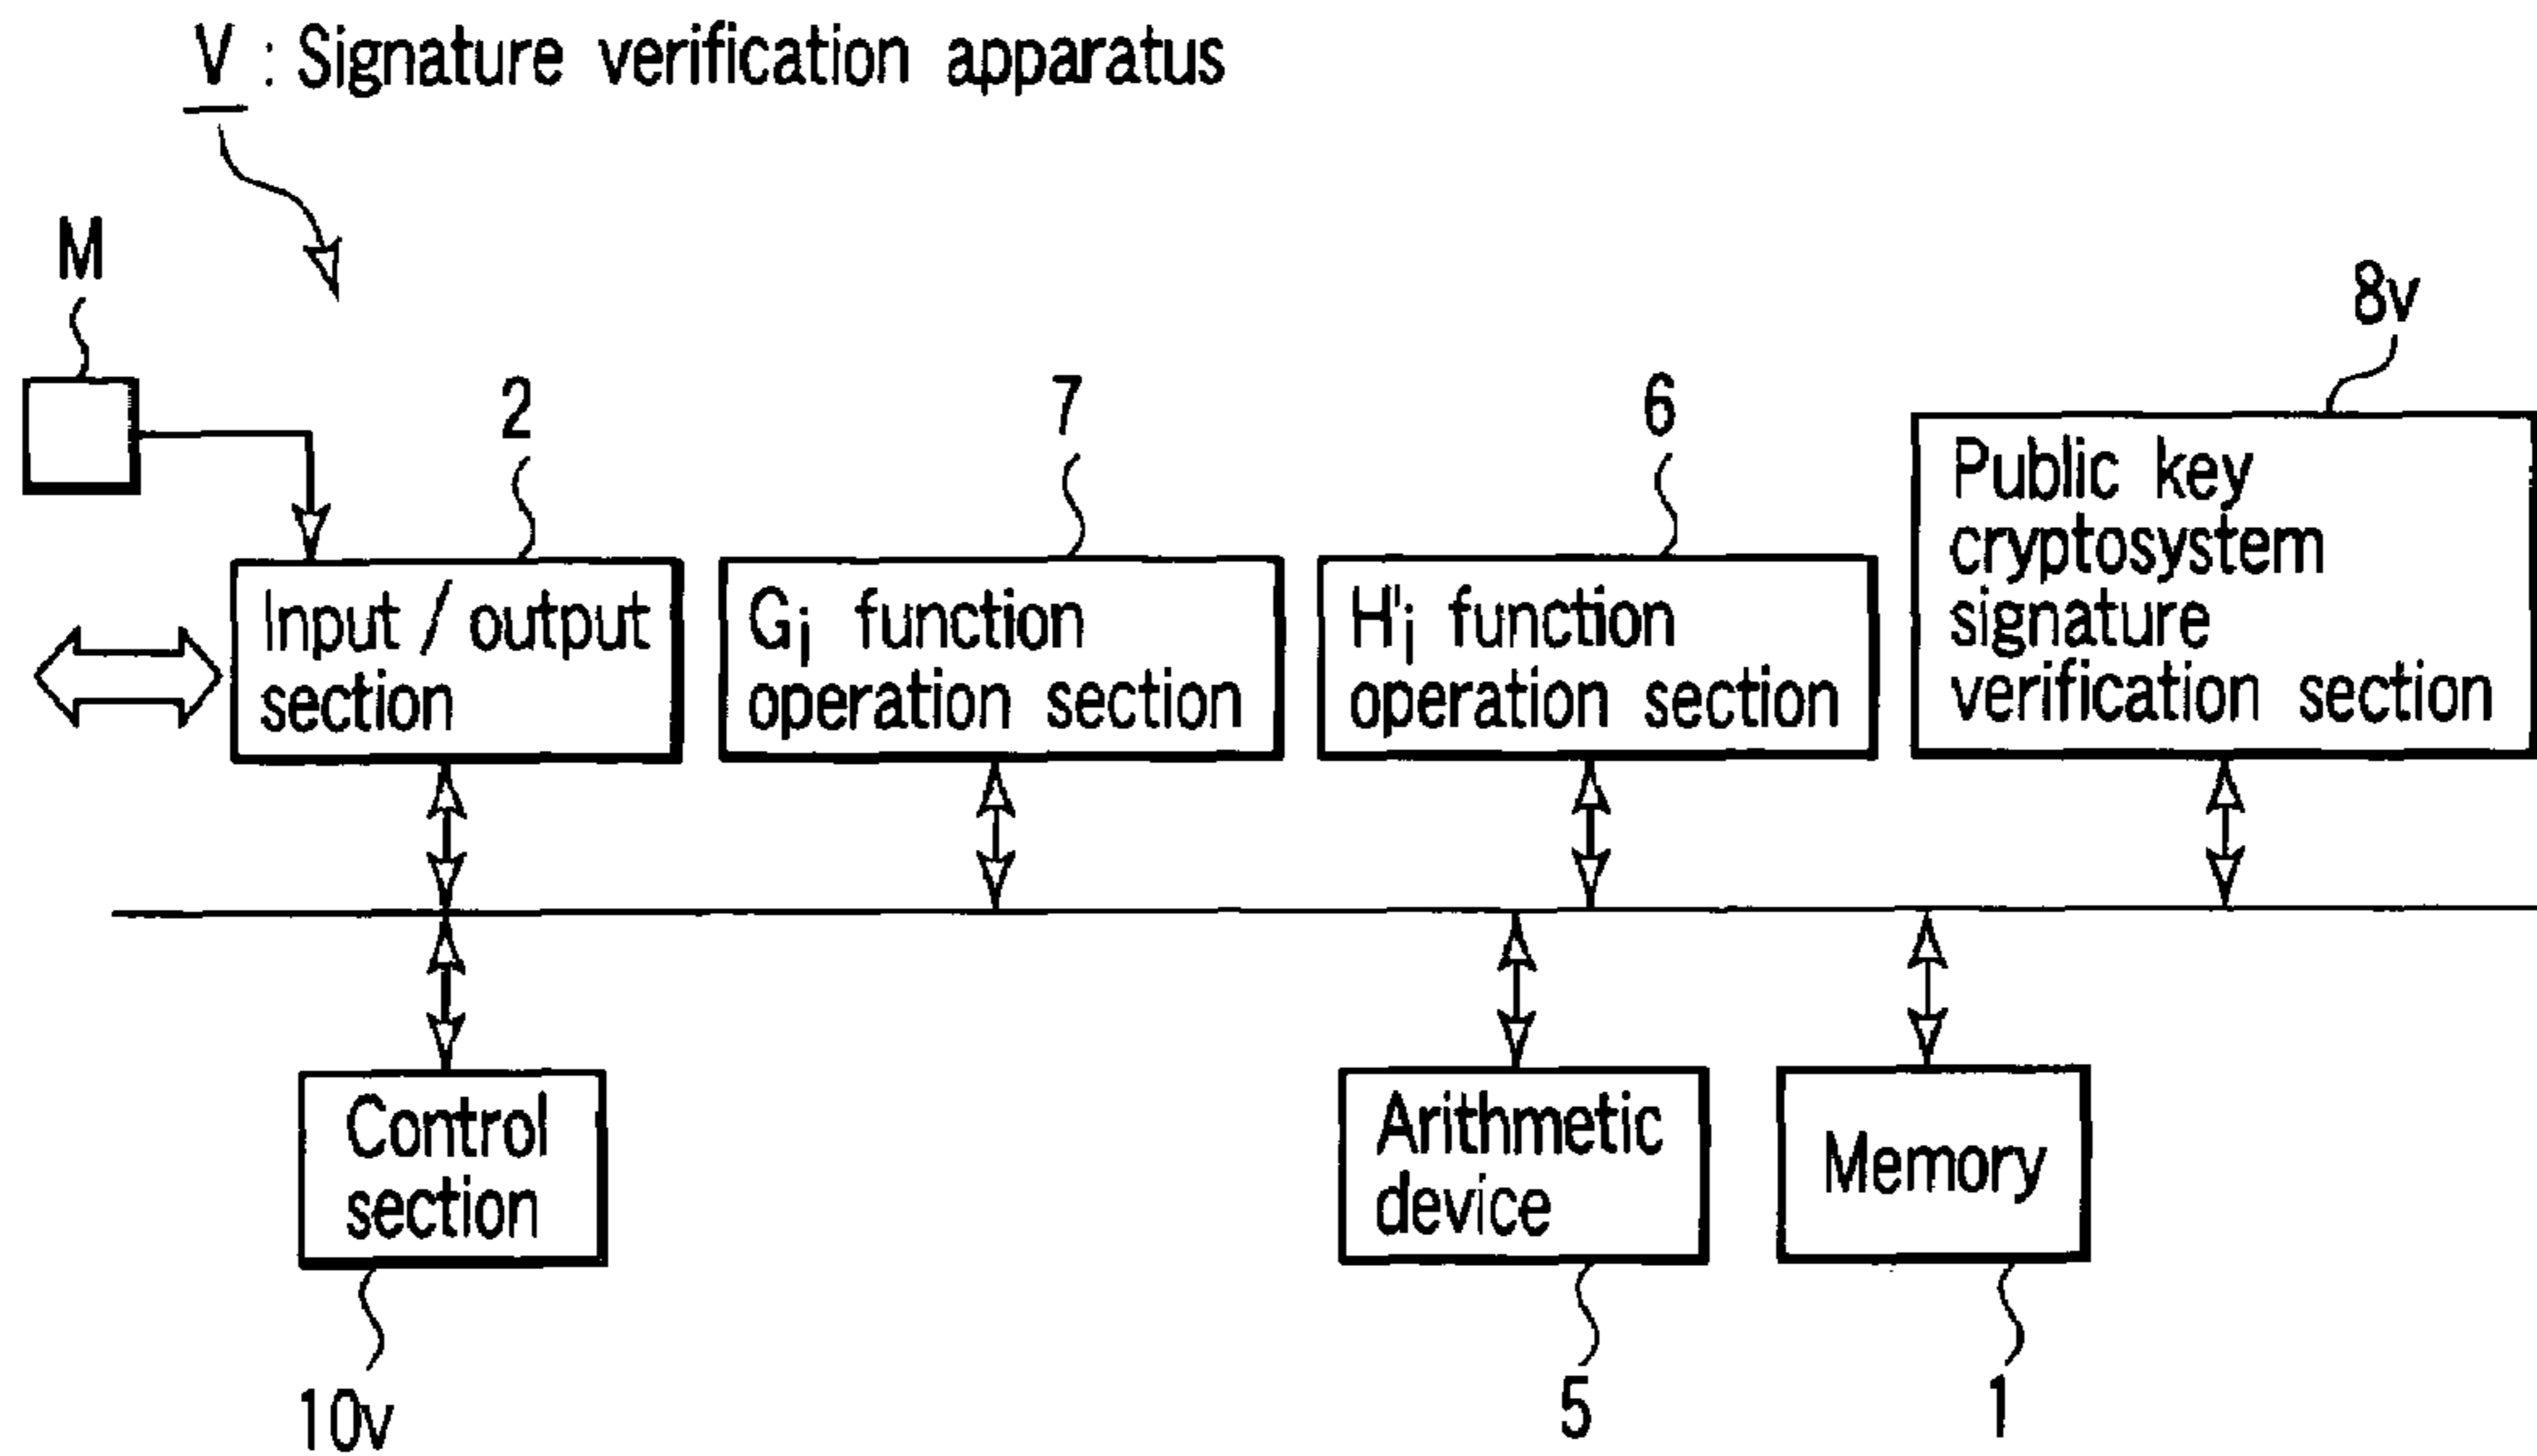 V : Signature verification apparatus
M
8v
2
7
6
Input / output
section
Gi function
operation section
H'i function
operation section
Public key
cryptosystem
signature
verification section
Control
section
Arithmetic
device
Memory
10v
5
1